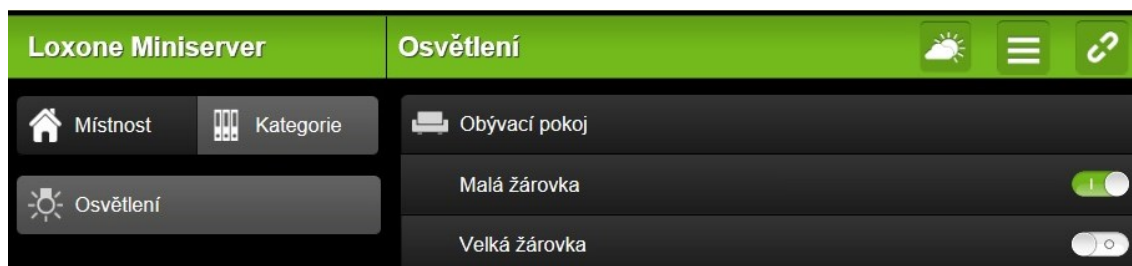 Loxone Miniserver
Osvětlení
Místnost
Kategorie
Osvětlení
Obývací pokoj
Malá žárovka
Velká žárovka